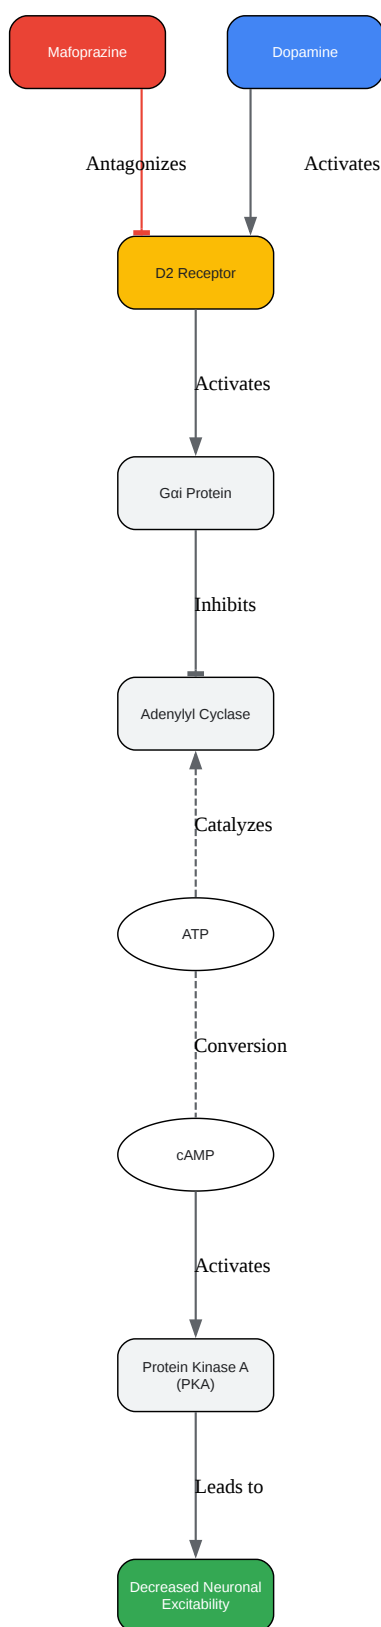 Mafoprazine
Dopamine
Antagonizes
Activates
D2 Receptor
Activates
Gαi Protein
Inhibits
Adenylyl Cyclase
Catalyzes
ATP
Conversion
cAMP
Activates
Protein Kinase A
(PKA)
Leads to
Decreased Neuronal
Excitability